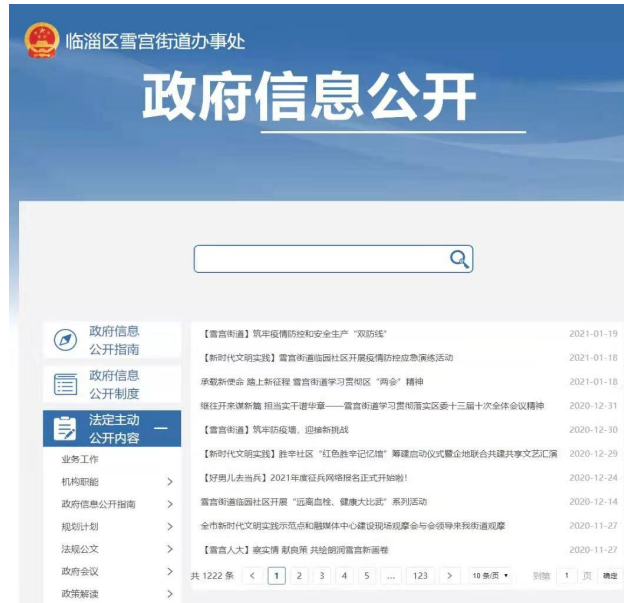 临淄区雪宫街道办事处
政府信息公开
政府信息
公开指南
政府信息
公开制度
法定主动
公开内容
业务工作
机构职能
政府信息公开指南
规划计划
法规公文
政府会议
政策解读
【雪宫街道】筑牢疫情防控和安全生产“双防线” 2021-01-19
【新时代文明实践】雪宫街道临园社区开展疫情防控应急演练活动 2021-01-18
承载新使命 踏上新征程 雪宫街道学习贯彻区“两会”精神 2021-01-18
继往开来谋新篇 担当实干谱华章——雪宫街道学习贯彻落实区委十三届十次全体会议精神 2020-12-31
【雪宫街道】筑牢防疫墙，迎接新挑战 2020-12-30
【新时代文明实践】胜辛社区“红色胜辛记忆馆”筹建启动仪式暨企地联合共建共享文艺汇演 2020-12-29
【好男儿去当兵】2021年度征兵网络报名正式开始啦！ 2020-12-24
雪宫街道临园社区开展“远离血栓、健康大比武”系列活动 2020-12-14
全市新时代文明实践示范点和融媒体中心建设现场观摩会与会领导来我街道观摩 2020-11-27
【雪宫人大】察实情 献良策 共绘朗润雪宫新画卷 2020-11-27
共 1222 条 < 1 2 3 4 5 ... 123 > 10 条/页 到第 1 页 确定